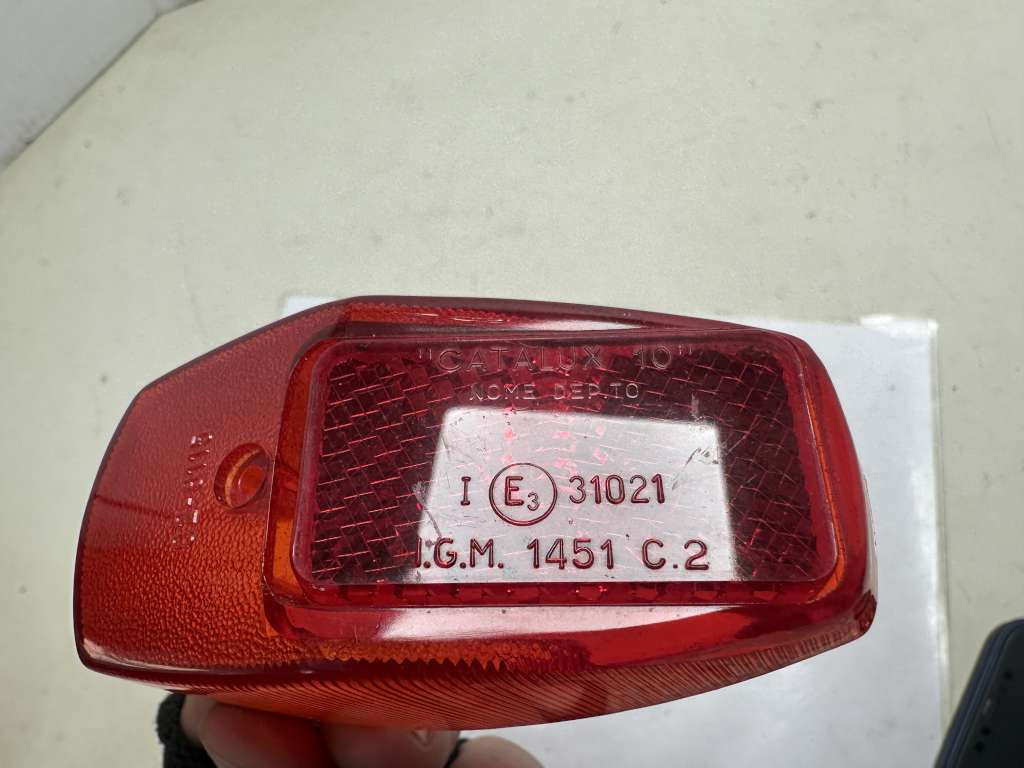 "CATALUX 10"
NOME DEP.TO
I E3 31021
I.G.M. 1451 C.2